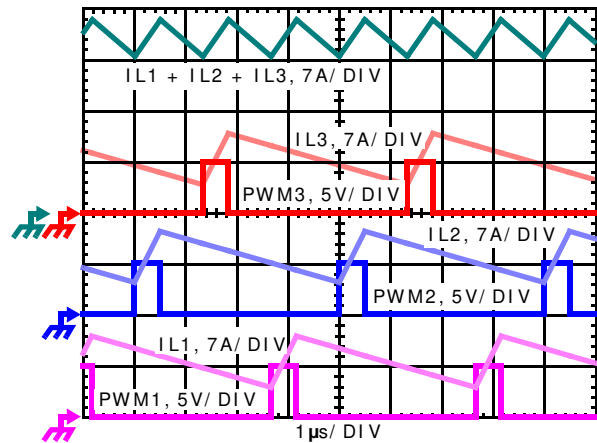 IL1 + IL2 + IL3, 7A/ DIV
IL3, 7A/ DIV
PWM3, 5V/ DIV
IL2, 7A/ DIV
PWM2, 5V/ DIV
IL1, 7A/ DIV
PWM1, 5V/ DIV
1µs/ DIV